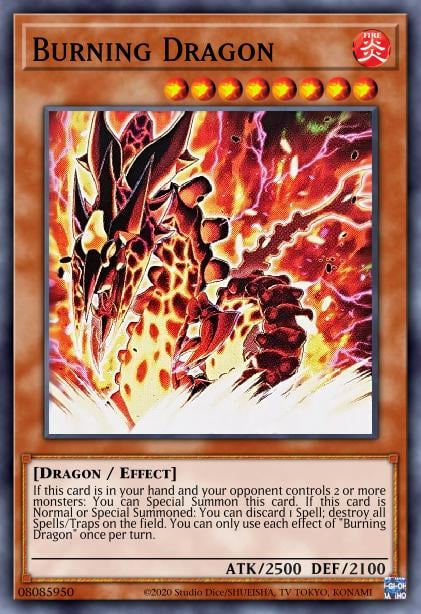 BURNING DRAGON
FIRE
炎
[DRAGON / EFFECT]
If this card is in your hand and your opponent controls 2 or more
monsters: You can Special Summon this card. If this card is
Normal or Special Summoned: You can discard 1 Spell; destroy all
Spells/Traps on the field. You can only use each effect of "Burning
Dragon" once per turn.
ATK/2500 DEF/2100
08085950
©2020 Studio Dice/SHUEISHA, TV TOKYO, KONAMI